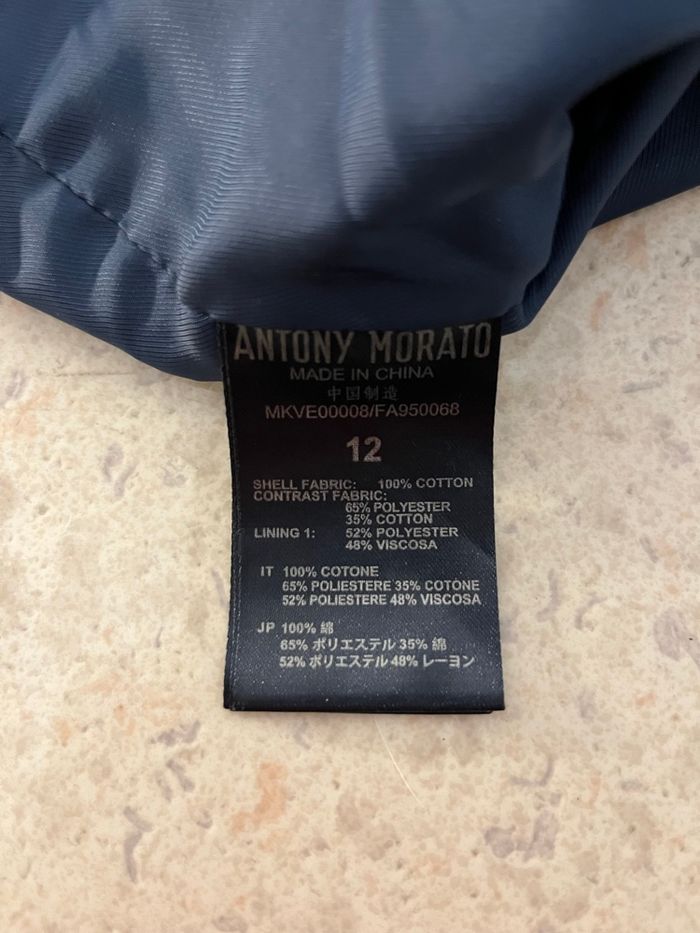 ANTONY MORATO
MADE IN CHINA
中国制造
MKVE00008/FA950068
12
SHELL FABRIC: 100% COTTON
CONTRAST FABRIC:
65% POLYESTER
35% COTTON
LINING 1: 52% POLYESTER
48% VISCOSA
IT 100% COTONE
65% POLIESTERE 35% COTONE
52% POLIESTERE 48% VISCOSA
JP 100% 綿
65% ポリエステル 35% 綿
52% ポリエステル 48% レーヨン